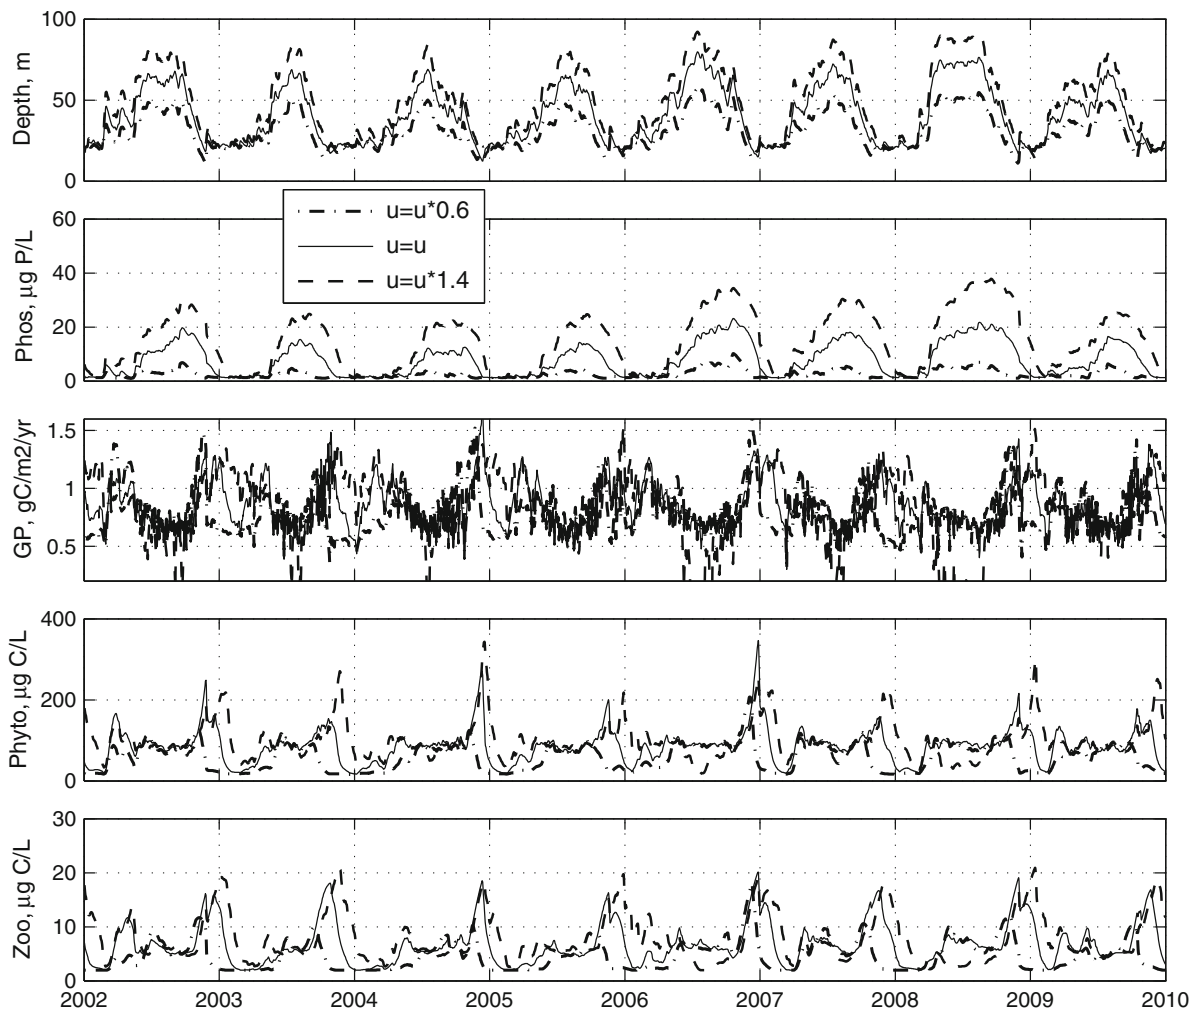 100
50
0
Depth, m
60
40
20
0
Phos, µg P/L
u=u*0.6
u=u
u=u*1.4
1.5
1
0.5
GP, gC/m2/yr
400
200
0
Phyto, µg C/L
30
20
10
0
Zoo, µg C/L
2002 2003 2004 2005 2006 2007 2008 2009 2010